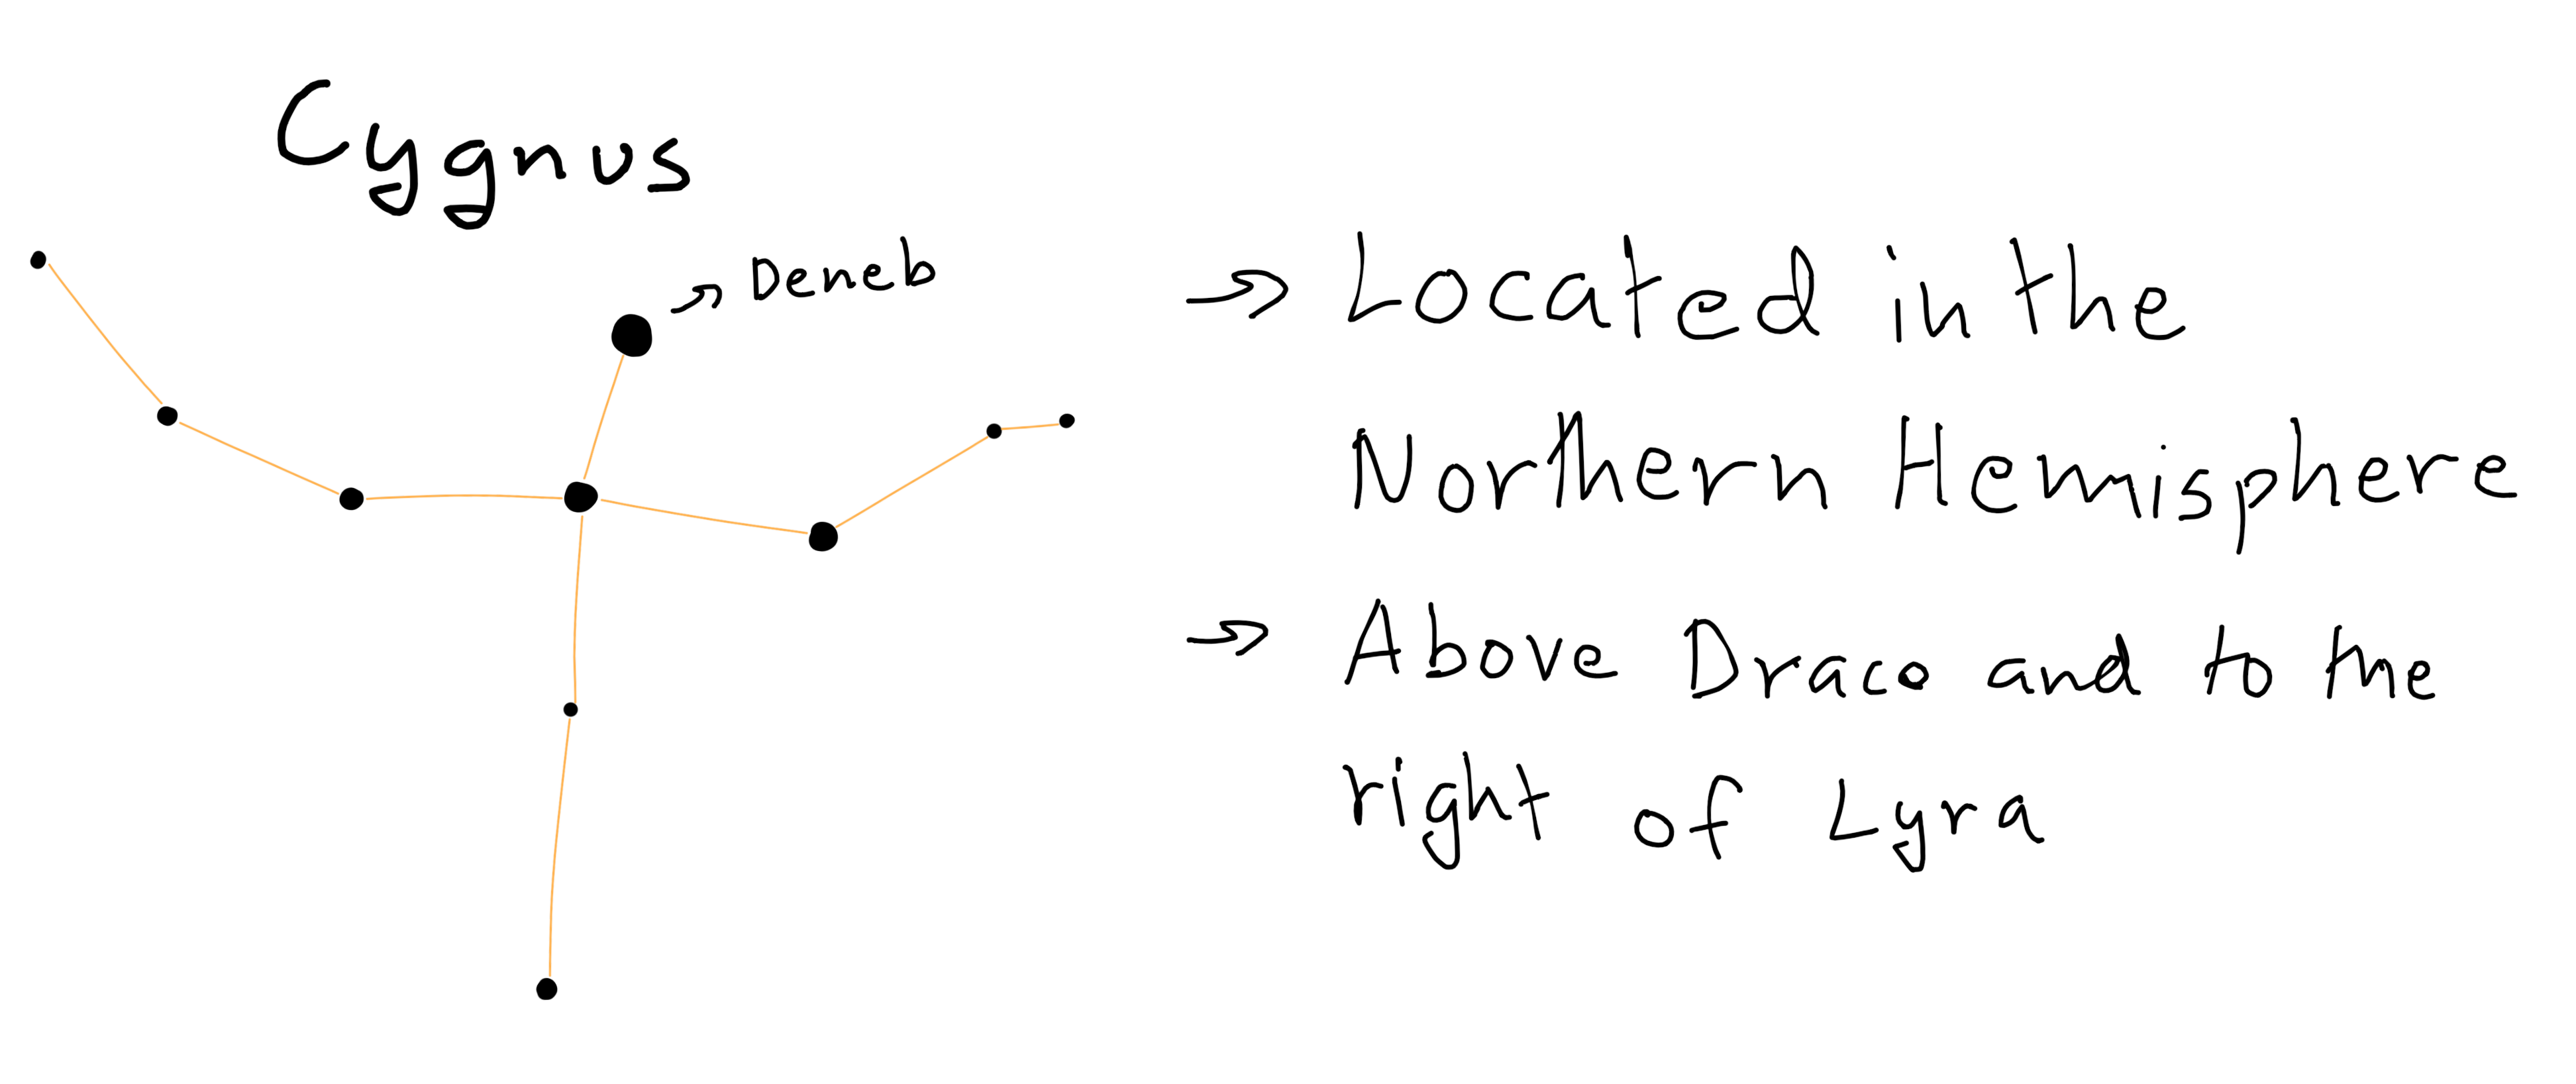 Cygnus
→ Deneb
→ Located in the
Northern Hemisphere
→ Above Draco and to the
right of Lyra